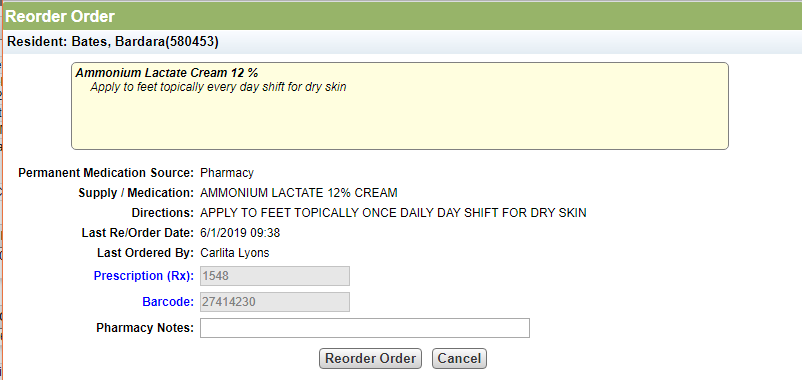 Reorder Order
Resident: Bates, Bardara(580453)
Ammonium Lactate Cream 12 %
Apply to feet topically every day shift for dry skin
Permanent Medication Source: Pharmacy
Supply / Medication: AMMONIUM LACTATE 12% CREAM
Directions: APPLY TO FEET TOPICALLY ONCE DAILY DAY SHIFT FOR DRY SKIN
Last Re/Order Date: 6/1/2019 09:38
Last Ordered By: Carlita Lyons
Prescription (Rx): 1548
Barcode: 27414230
Pharmacy Notes:
Reorder Order Cancel